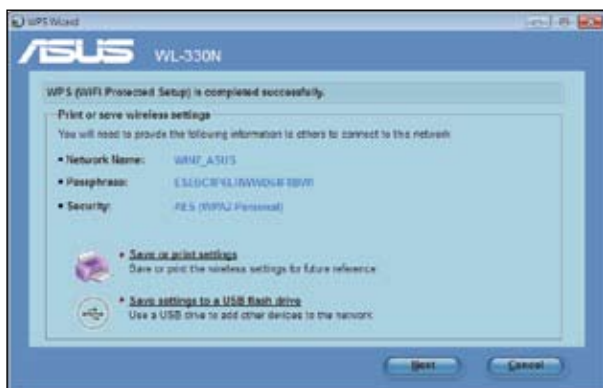 WPS Wizard
ASUS WL-330N
WPS (WiFi Protected Setup) is completed successfully.
Print or save wireless settings
You will need to provide the following information to others to connect to this network
• Network Name: WIN7_ASUS
• Passphrase:
• Security: AES (WPA2 Personal)
• Save or print settings
Save or print the wireless settings for future reference
• Save settings to a USB flash drive
Use a USB drive to add other devices to the network
Next Cancel